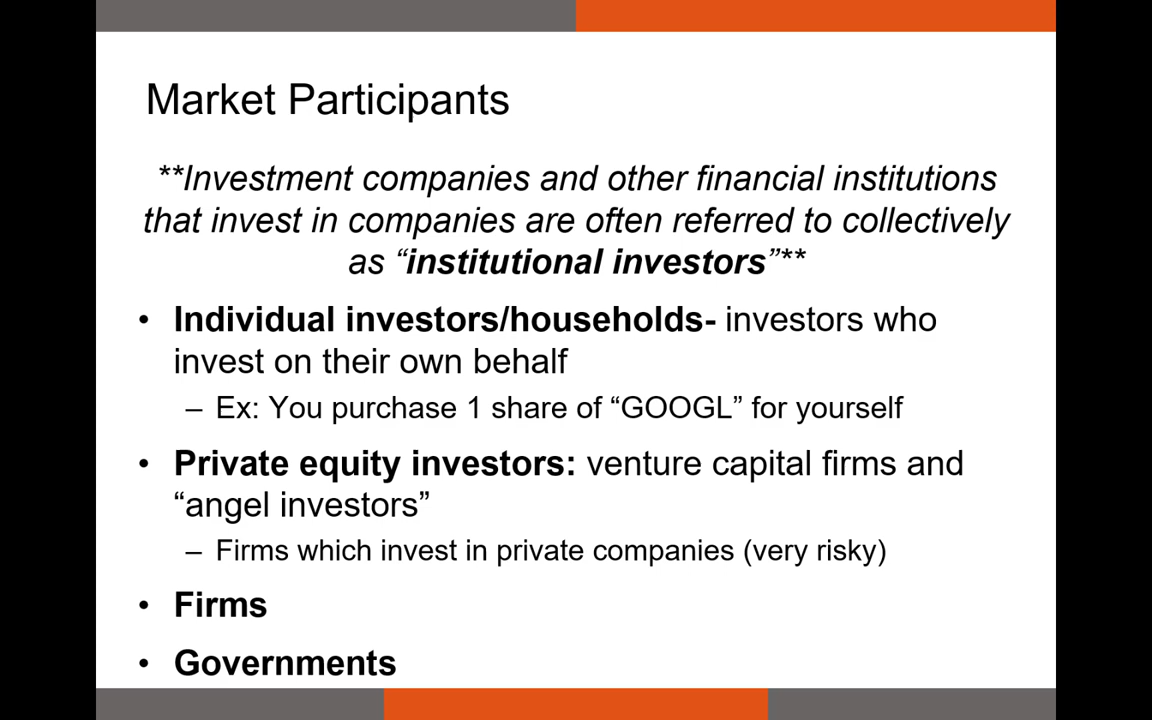 Market Participants
**Investment companies and other financial institutions
that invest in companies are often referred to collectively
as “institutional investors”**
• Individual investors/households- investors who
invest on their own behalf
– Ex: You purchase 1 share of “GOOGL” for yourself
• Private equity investors: venture capital firms and
“angel investors”
– Firms which invest in private companies (very risky)
• Firms
• Governments